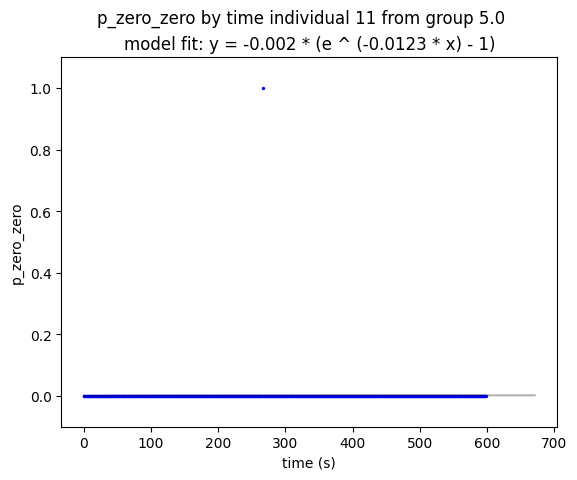 p_zero_zero by time individual 11 from group 5.0
model fit: y = -0.002 * (e ^ (-0.0123 * x) - 1)
1.0
0.8
0.6
0.4
0.2
0.0
p_zero_zero
0 100 200 300 400 500 600 700
time (s)